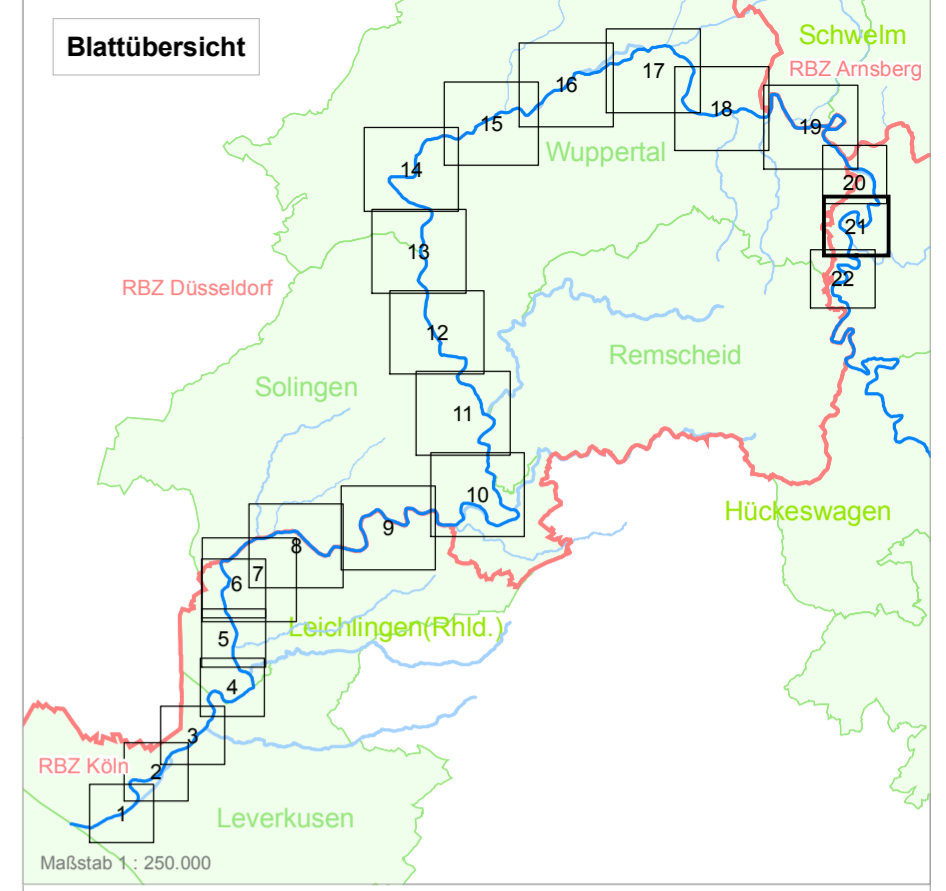 Blattübersicht
Schwelm
RBZ Arnsberg
17
16
18
15
19
Wuppertal
14
20
21
13
22
RBZ Düsseldorf
12
Remscheid
Solingen
11
10
Hückeswagen
9
8
7
6
Leichlingen(Rhld.)
5
4
3
RBZ Köln
2
1
Leverkusen
Maßstab 1 : 250.000